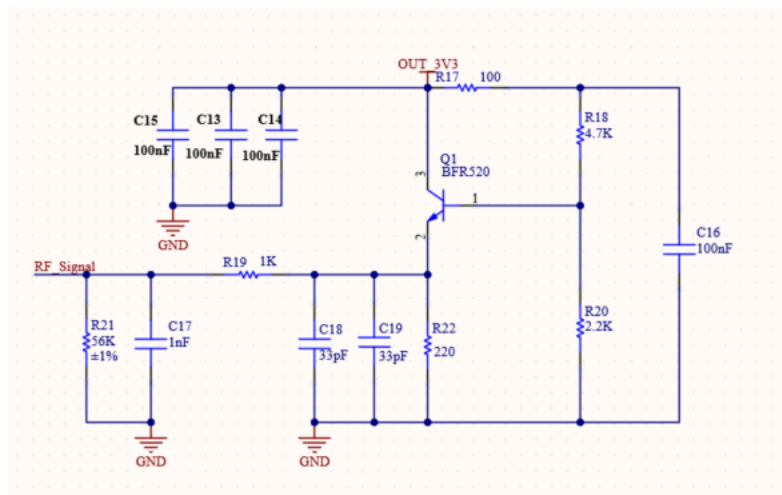 OUT_3V3
R17 100
C15
100nF
C13
100nF
C14
100nF
GND
3
Q1
BFR520
1
2
R18
4.7K
C16
100nF
RF_Signal
R19 1K
R21
56K
±1%
C17
1nF
C18
33pF
C19
33pF
R22
220
R20
2.2K
GND
GND